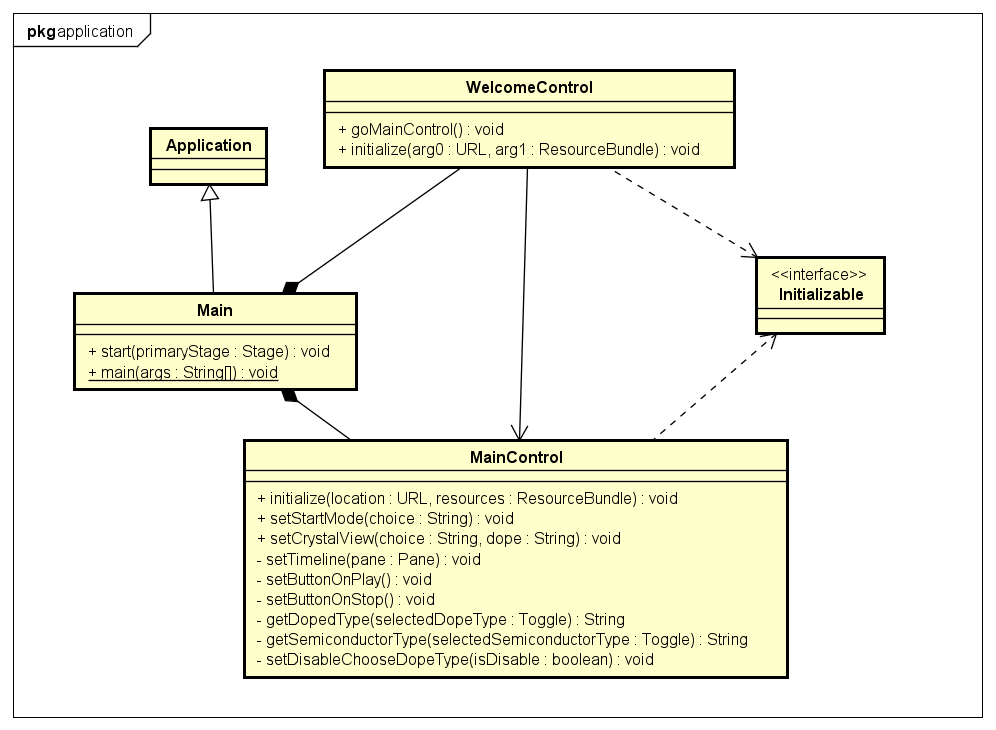 pkg application
WelcomeControl
+ goMainControl() : void
+ initialize(arg0 : URL, arg1 : ResourceBundle) : void
Application
<<interface>>
Initializable
Main
+ start(primaryStage : Stage) : void
+ main(args : String[]) : void
MainControl
+ initialize(location : URL, resources : ResourceBundle) : void
+ setStartMode(choice : String) : void
+ setCrystalView(choice : String, dope : String) : void
- setTimeline(pane : Pane) : void
- setButtonOnPlay() : void
- setButtonOnStop() : void
- getDopedType(selectedDopeType : Toggle) : String
- getSemiconductorType(selectedSemiconductorType : Toggle) : String
- setDisableChooseDopeType(isDisable : boolean) : void